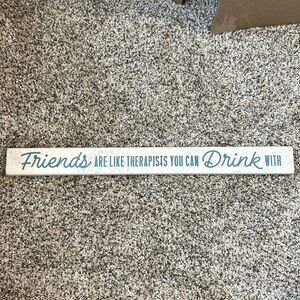 Friends ARE LIKE THERAPISTS YOU CAN Drink WITH